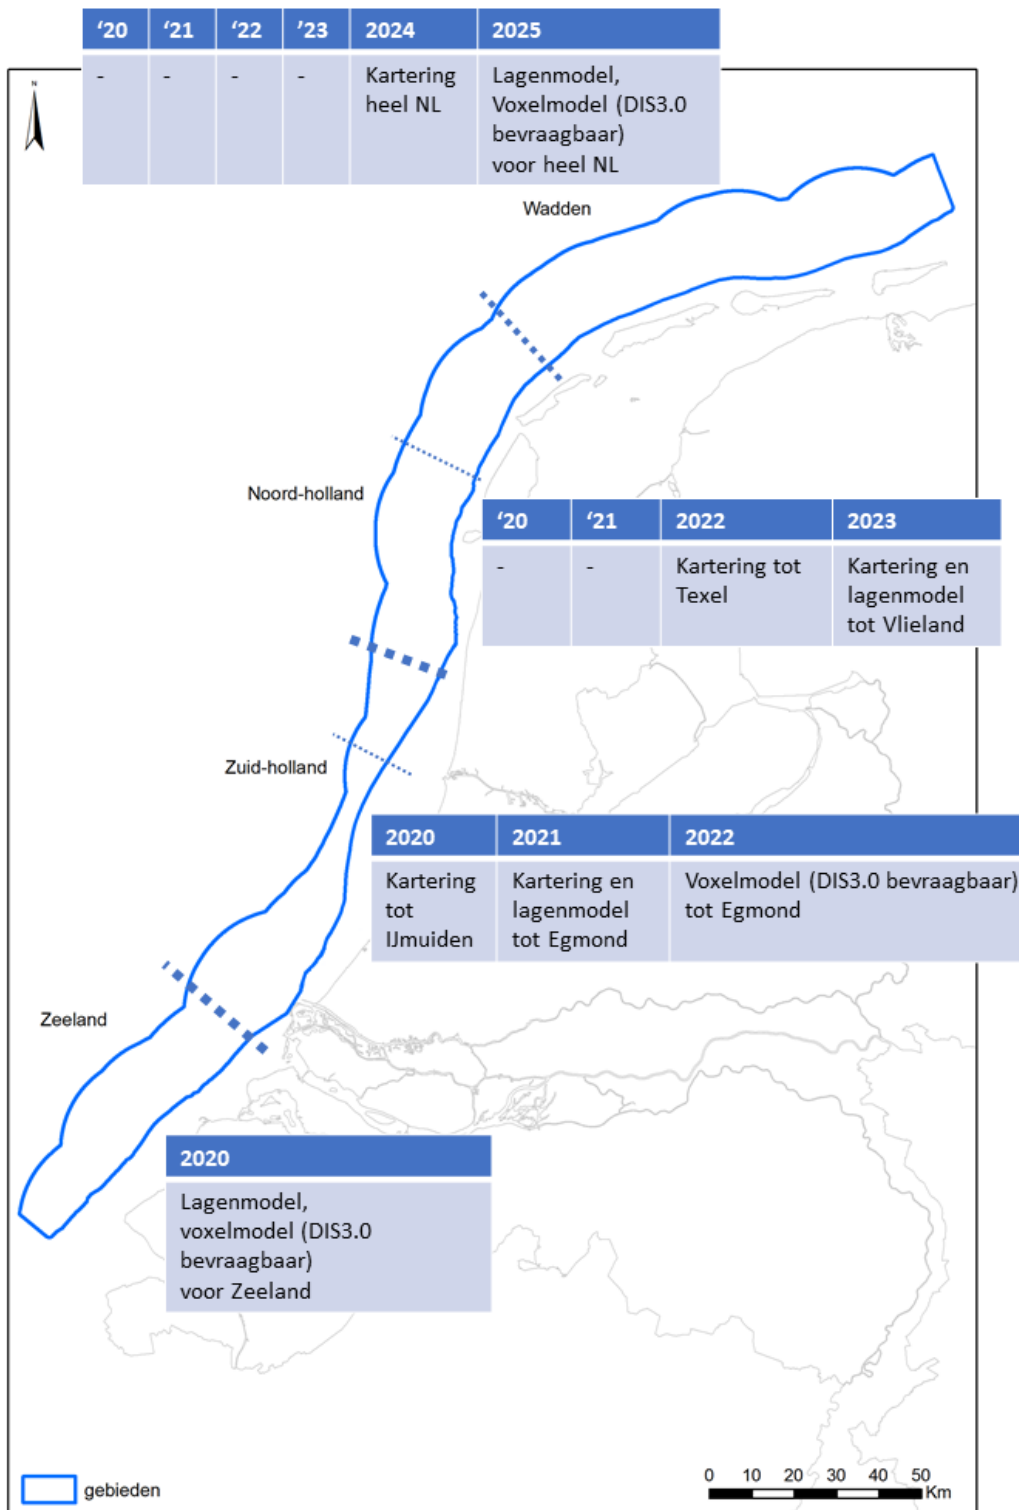 ‘20 ‘21 ‘22 ’23 2024 2025
- - - - Kartering Lagenmodel,
heel NL Voxelmodel (DIS3.0
bevraagbaar)
voor heel NL
N
Wadden
Noord-holland
‘20 ‘21 2022 2023
- - Kartering tot Kartering en
Texel lagenmodel
tot Vlieland
Zuid-holland
2020 2021 2022
Kartering Kartering en Voxelmodel (DIS3.0 bevraagbaar)
tot lagenmodel tot Egmond
IJmuiden tot Egmond
Zeeland
2020
Lagenmodel,
voxelmodel (DIS3.0
bevraagbaar)
voor Zeeland
gebieden
0 10 20 30 40 50
Km